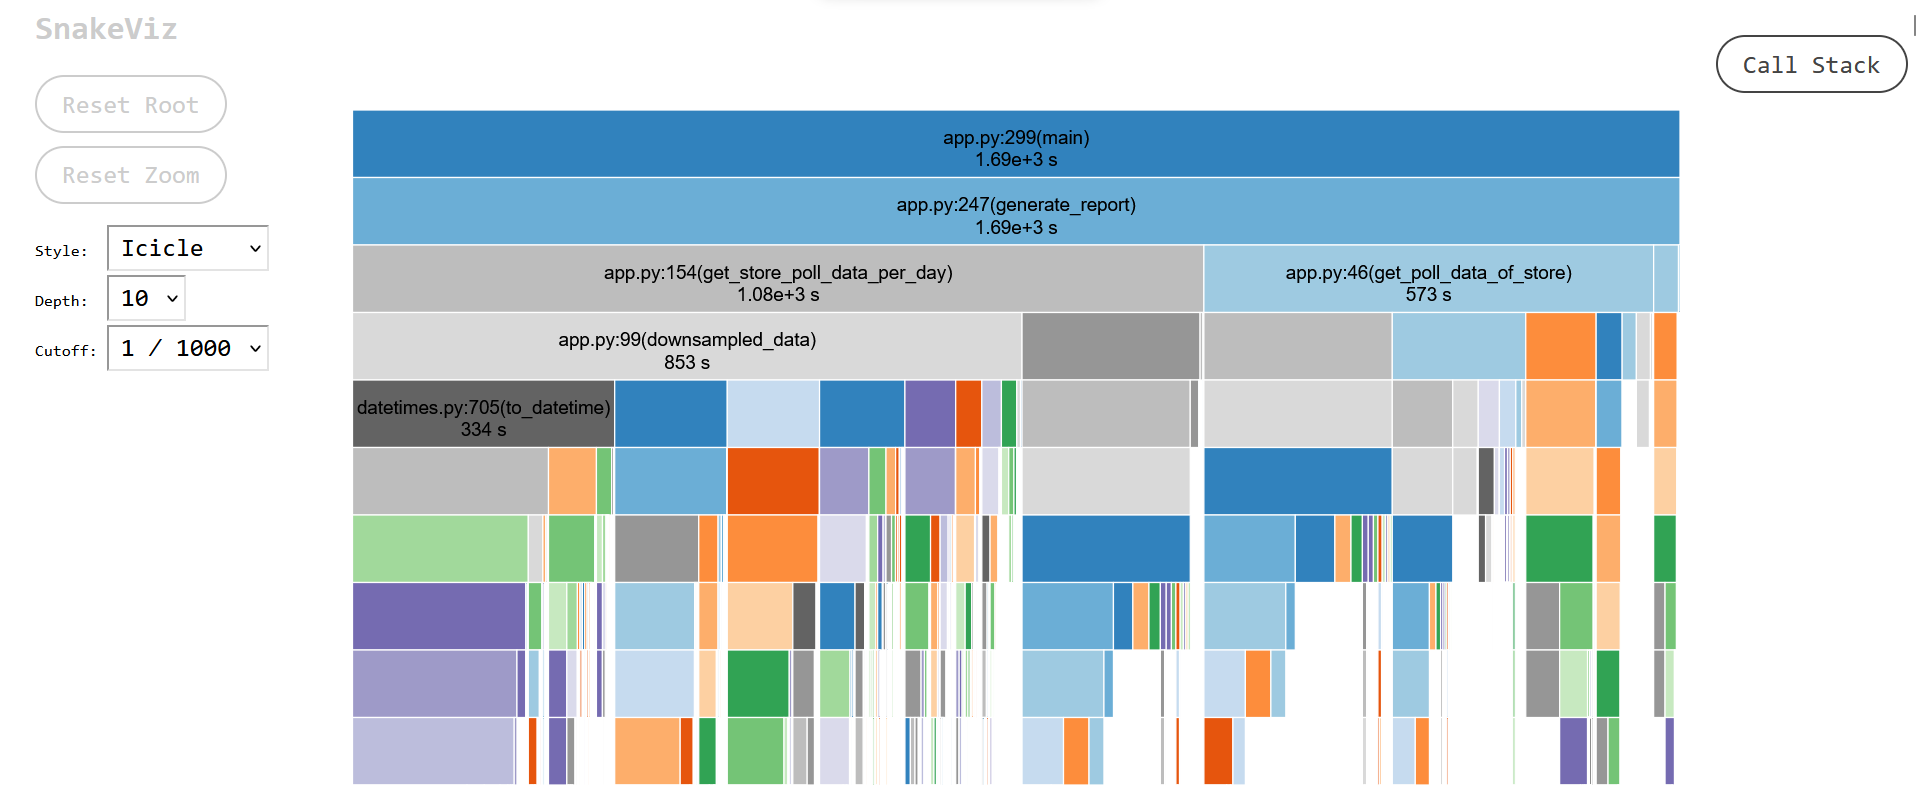 SnakeViz
Reset Root
Reset Zoom
Style: Icicle
Depth: 10
Cutoff: 1 / 1000
Call Stack
app.py:299(main)
1.69e+3 s
app.py:247(generate_report)
1.69e+3 s
app.py:154(get_store_poll_data_per_day)
1.08e+3 s
app.py:46(get_poll_data_of_store)
573 s
app.py:99(downsampled_data)
853 s
datetimes.py:705(to_datetime)
334 s